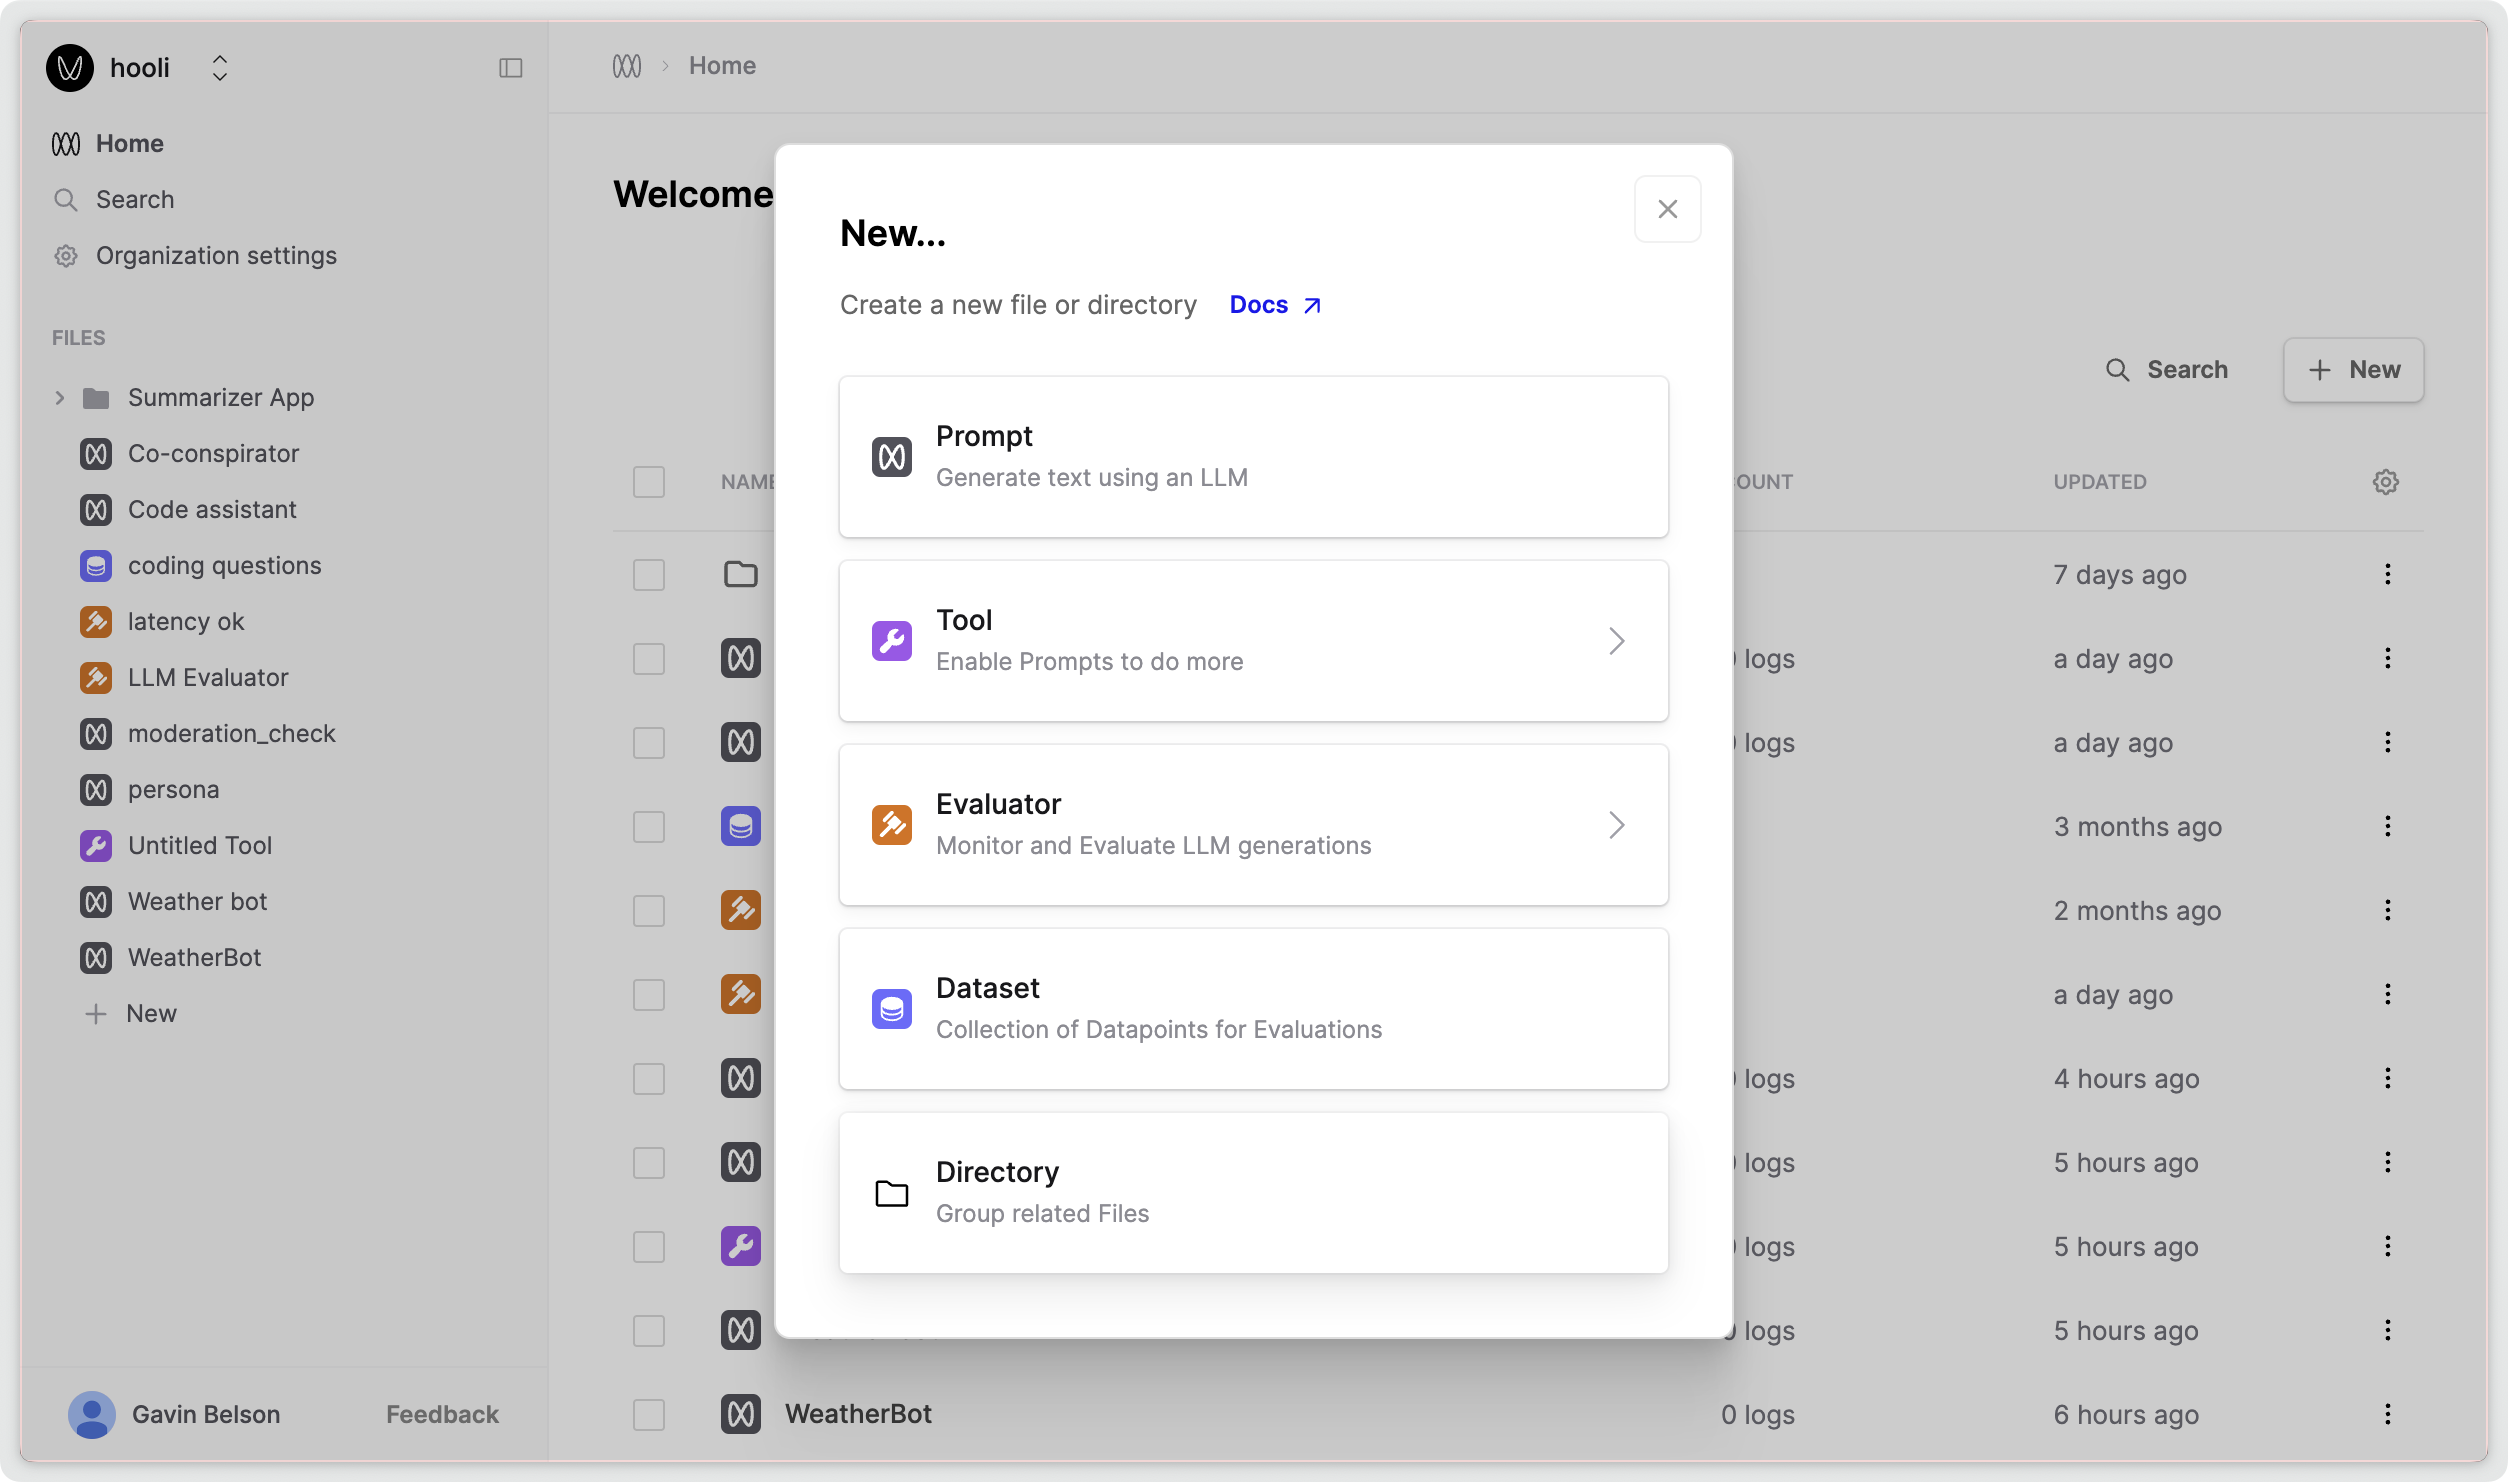 hooli
Home
Search
Organization settings
FILES
Summarizer App
Co-conspirator
Code assistant
coding questions
latency ok
LLM Evaluator
moderation_check
persona
Untitled Tool
Weather bot
WeatherBot
New
Gavin Belson
Feedback
Home
Welcome
Search
New
UPDATED
7 days ago
logs
a day ago
logs
a day ago
3 months ago
2 months ago
a day ago
logs
4 hours ago
logs
5 hours ago
logs
5 hours ago
logs
5 hours ago
WeatherBot
0 logs
6 hours ago
New...
Create a new file or directory
Docs
Prompt
Generate text using an LLM
Tool
Enable Prompts to do more
Evaluator
Monitor and Evaluate LLM generations
Dataset
Collection of Datapoints for Evaluations
Directory
Group related Files